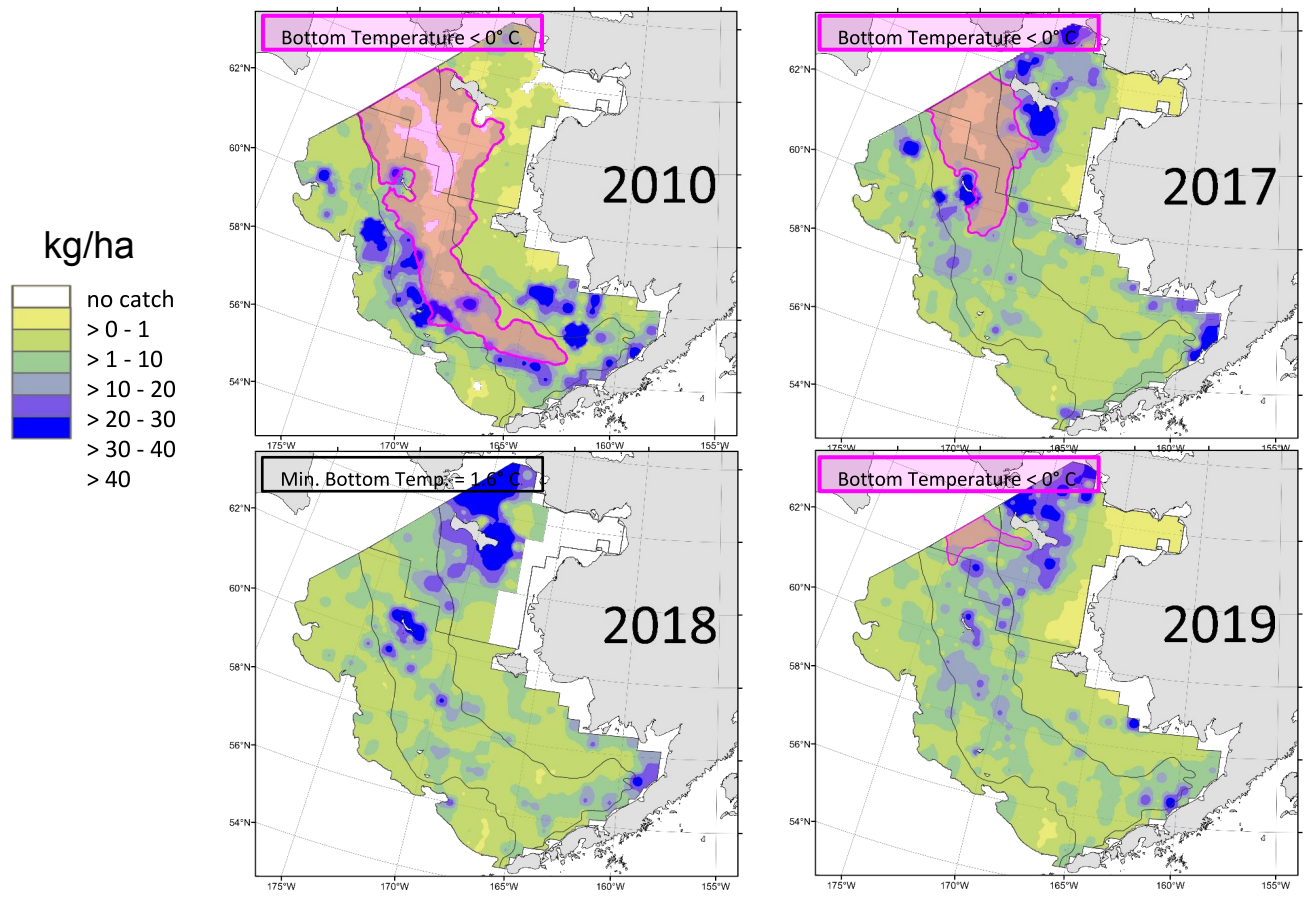 Bottom Temperature < 0° C
Bottom Temperature < 0° C
62°N
60°N
58°N
56°N
54°N
2010
62°N
60°N
58°N
56°N
54°N
2017
kg/ha
no catch
> 0 - 1
> 1 - 10
> 10 - 20
> 20 - 30
> 30 - 40
> 40
175°W
170°W
165°W
160°W
155°W
175°W
170°W
165°W
160°W
155°W
Min. Bottom Temp. = 1.6° C
Bottom Temperature < 0° C
62°N
60°N
58°N
56°N
54°N
2018
62°N
60°N
58°N
56°N
54°N
2019
175°W
170°W
165°W
160°W
155°W
175°W
170°W
165°W
160°W
155°W